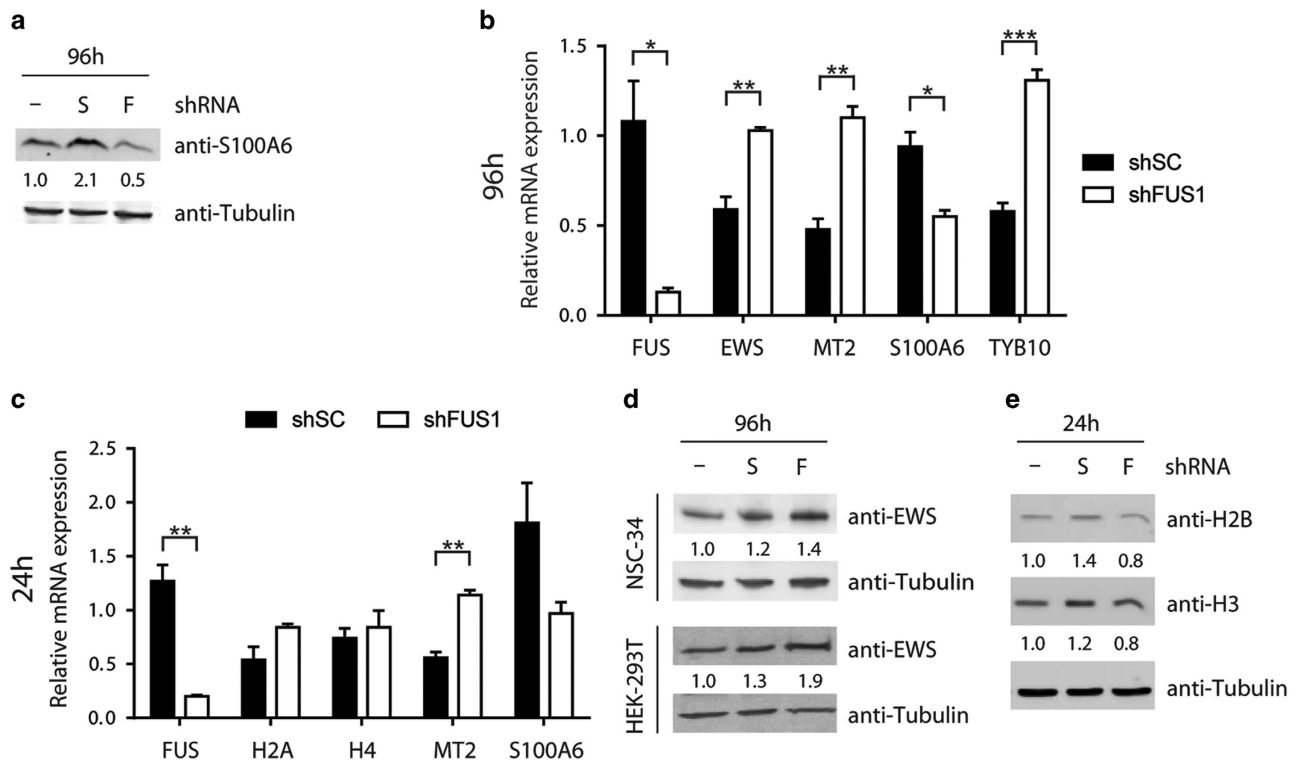 a
96h
– S F shRNA
anti-S100A6
1.0 2.1 0.5
anti-Tubulin
b
96h
Relative mRNA expression
1.5
1.0
0.5
0.0
* ** ** * ***
FUS EWS MT2 S100A6 TYB10
shSC
shFUS1
c
shSC shFUS1
24h
Relative mRNA expression
2.5
2.0
1.5
1.0
0.5
0.0
** **
FUS H2A H4 MT2 S100A6
d
96h
– S F
NSC-34
anti-EWS
1.0 1.2 1.4
anti-Tubulin
HEK-293T
anti-EWS
1.0 1.3 1.9
anti-Tubulin
e
24h
– S F shRNA
anti-H2B
1.0 1.4 0.8
anti-H3
1.0 1.2 0.8
anti-Tubulin